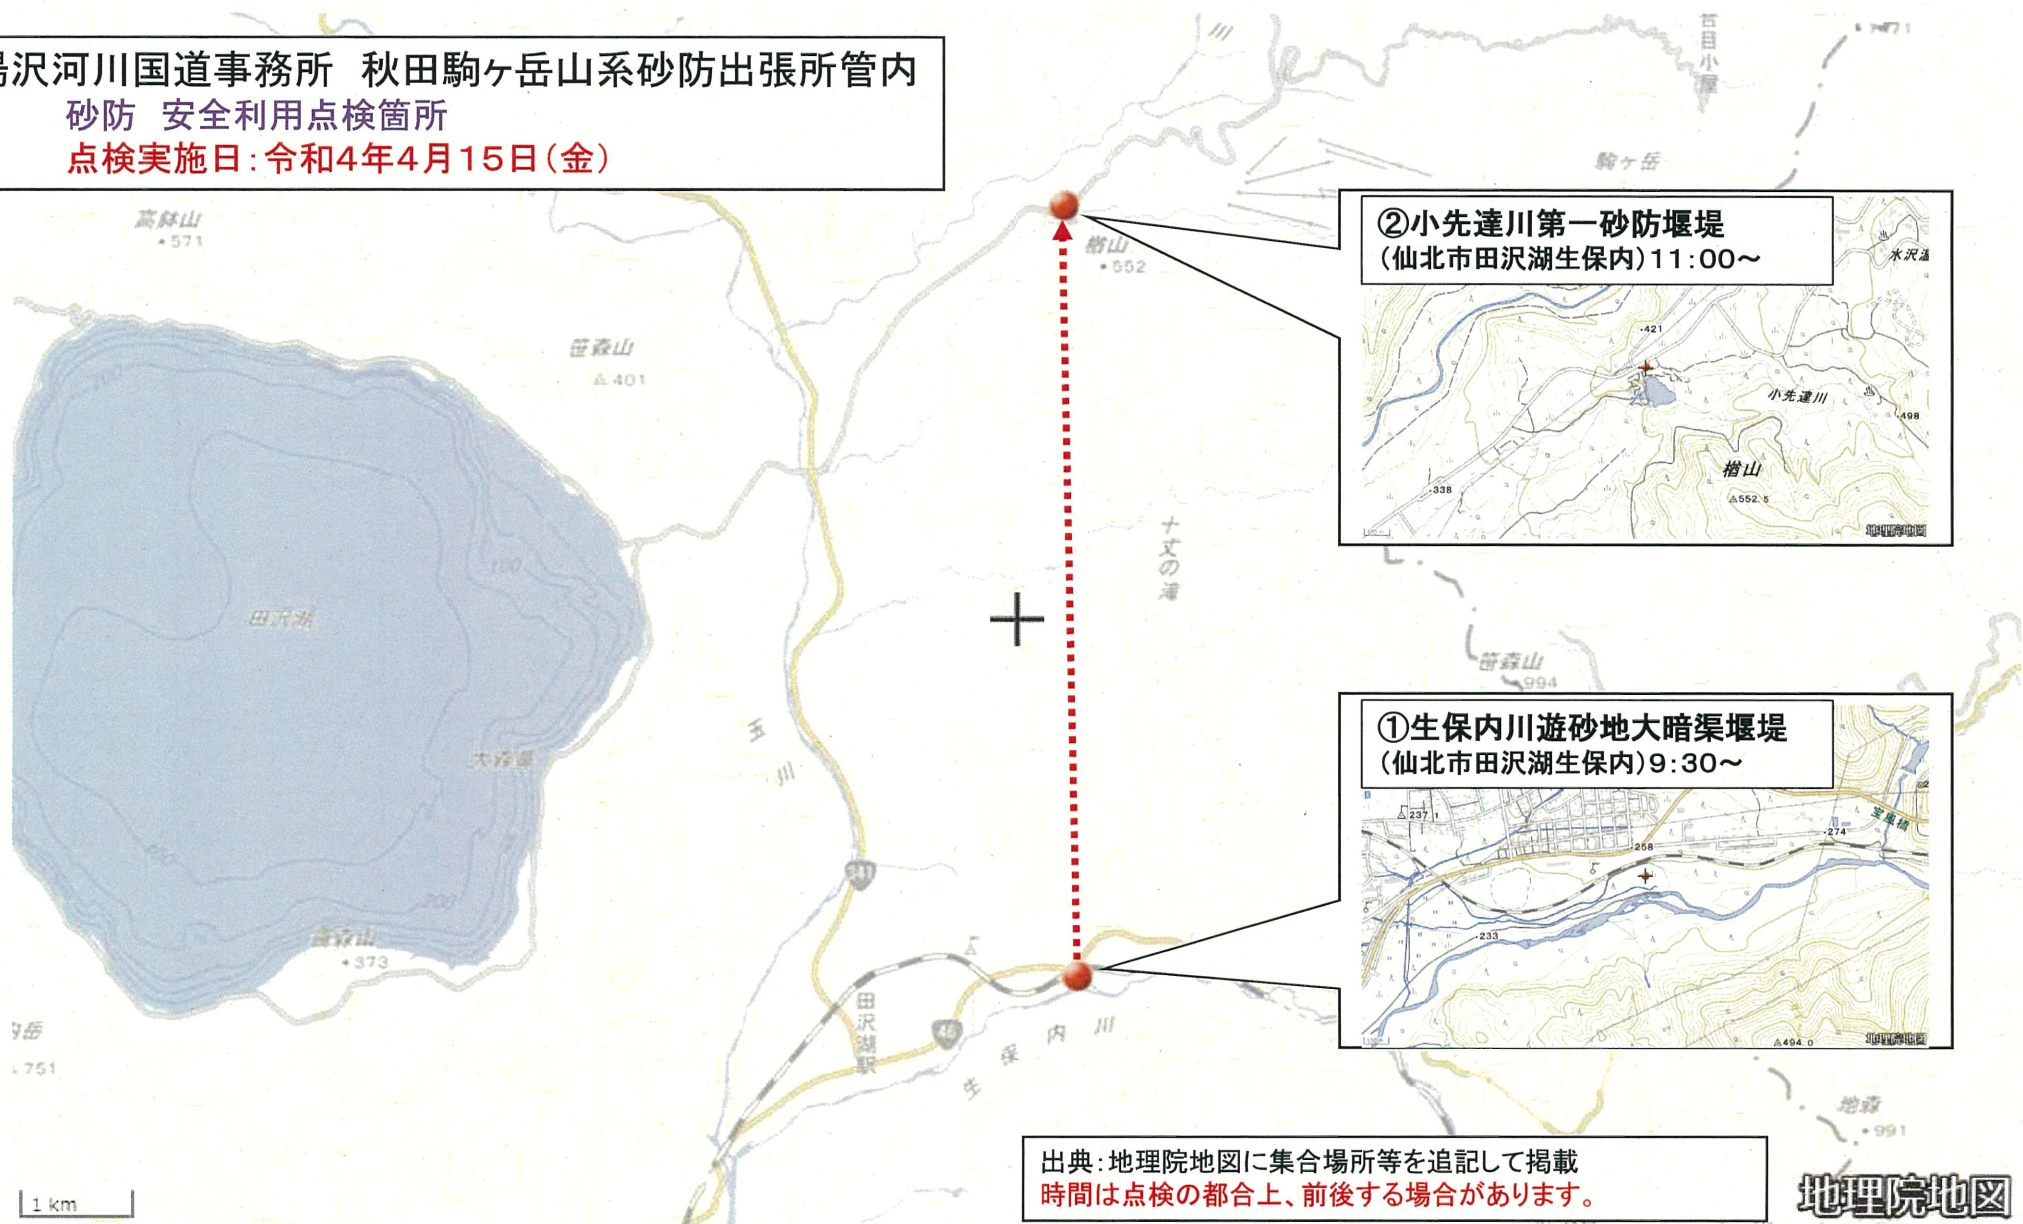 湯沢河川国道事務所　秋田駒ヶ岳山系砂防出張所管内
砂防　安全利用点検箇所
点検実施日：令和４年４月１５日（金）
高鉢山
571
笹森山
401
駒ヶ岳
楢山
552
②小先達川第一砂防堰堤
（仙北市田沢湖生保内）１１：００～
421
小先達川
498
338
楢山
552.5
地理院地図
十丈の滝
田沢湖
玉川
笹森山
994
①生保内川遊砂地大暗渠堰堤
（仙北市田沢湖生保内）９：３０～
237.1
274
258
233
494.0
地理院地図
341
373
200
田沢湖駅
46
生保内川
751
地森
991
出典：地理院地図に集合場所等を追記して掲載
時間は点検の都合上、前後する場合があります。
1 km
地理院地図